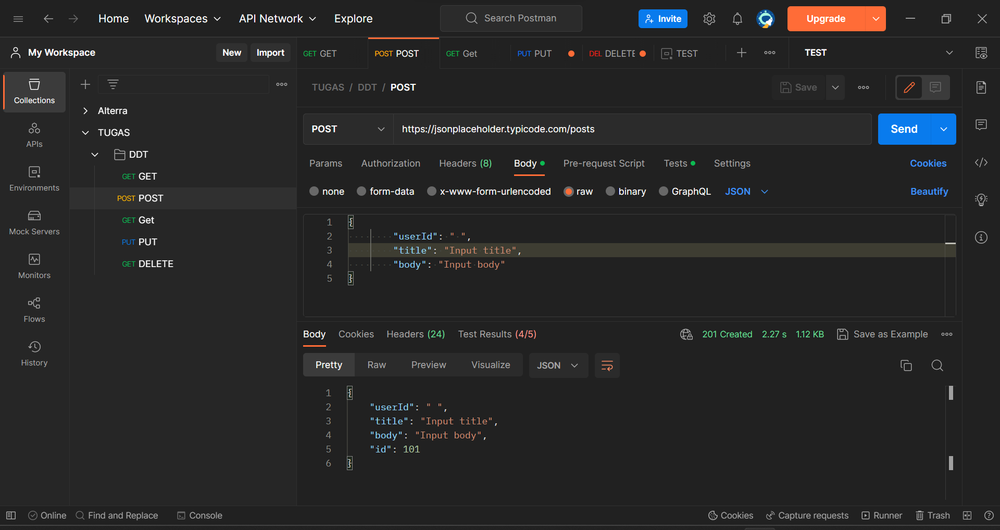 Home Workspaces API Network Explore Search Postman Invite Upgrade
My Workspace New Import
GET GET POST POST GET Get PUT PUT DEL DELETE TEST TEST
Collections
APIs
Environments
Mock Servers
Monitors
Flows
History
Alterra
TUGAS
DDT
GET GET
POST POST
GET Get
PUT PUT
GET DELETE
TUGAS / DDT / POST Save
POST https://jsonplaceholder.typicode.com/posts Send
Params Authorization Headers (8) Body Pre-request Script Tests Settings Cookies
none form-data x-www-form-urlencoded raw binary GraphQL JSON Beautify
1 {
2 "userId": " ",
3 "title": "Input title",
4 "body": "Input body"
5 }
Body Cookies Headers (24) Test Results (4/5) 201 Created 2.27 s 1.12 KB Save as Example
Pretty Raw Preview Visualize JSON
1 {
2 "userId": " ",
3 "title": "Input title",
4 "body": "Input body",
5 "id": 101
6 }
Online Find and Replace Console Cookies Capture requests Runner Trash